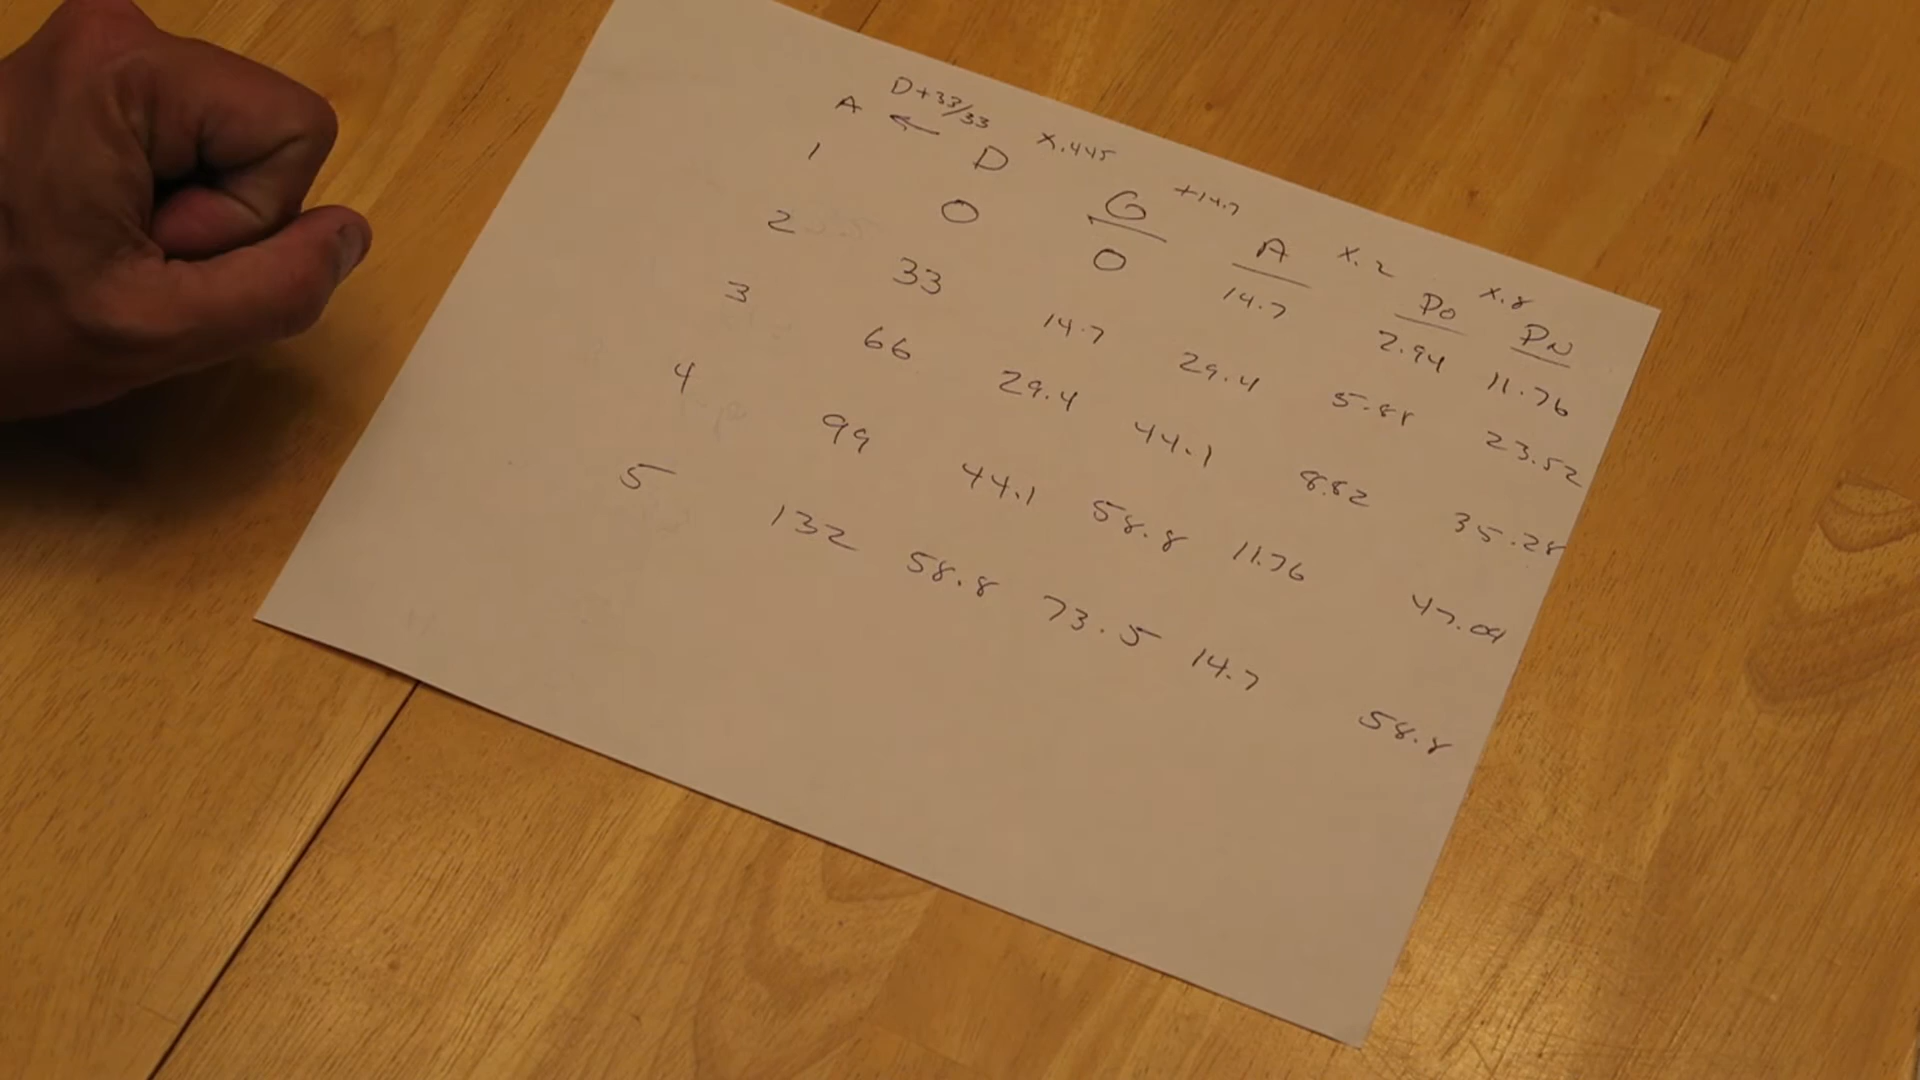 D+33/33 x.445 +14.7 x.2 x.8
A ← D G A PO PN
1 0 0 14.7 2.94 11.76
2 33 14.7 29.4 5.88 23.52
3 66 29.4 44.1 8.82 35.28
4 99 44.1 58.8 11.76 47.04
5 132 58.8 73.5 14.7 58.8